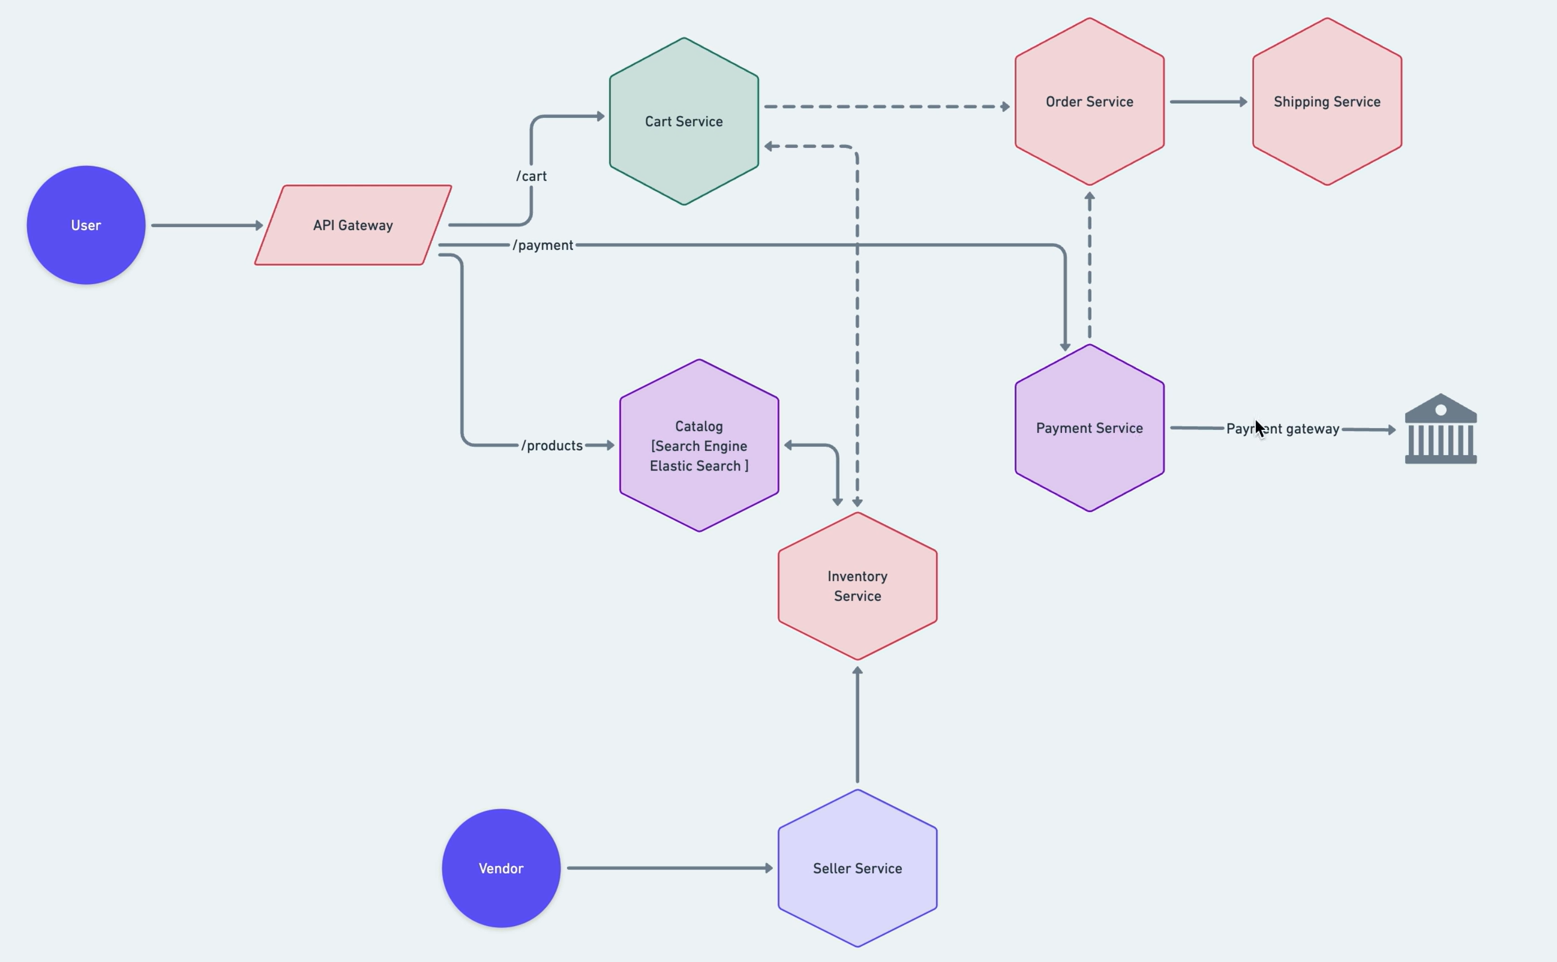 Cart Service
Order Service
Shipping Service
/cart
User
API Gateway
/payment
Catalog
[Search Engine
Elastic Search ]
/products
Payment Service
Payment gateway
Inventory
Service
Vendor
Seller Service